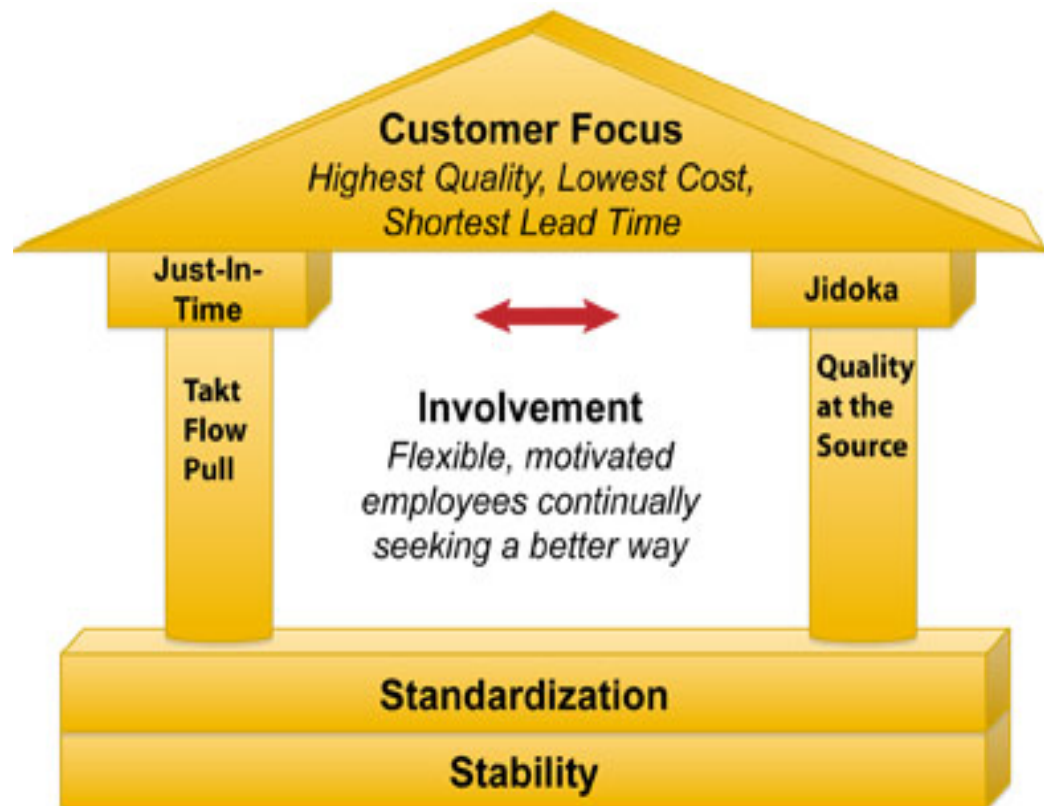 Customer Focus
Highest Quality, Lowest Cost,
Shortest Lead Time
Just-In-
Time
Jidoka
Takt
Flow
Pull
Involvement
Flexible, motivated
employees continually
seeking a better way
Quality
at the
Source
Standardization
Stability